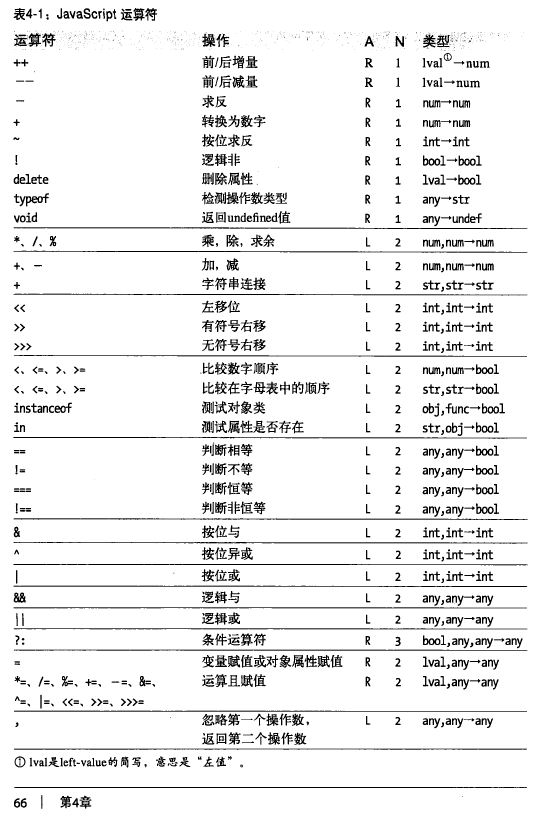 表4-1：JavaScript 运算符
运算符 操作 A N 类型
++ 前/后增量 R 1 lval①→num
-- 前/后减量 R 1 lval→num
- 求反 R 1 num→num
+ 转换为数字 R 1 num→num
~ 按位求反 R 1 int→int
! 逻辑非 R 1 bool→bool
delete 删除属性 R 1 lval→bool
typeof 检测操作数类型 R 1 any→str
void 返回undefined值 R 1 any→undef
*、/、% 乘，除，求余 L 2 num,num→num
+、- 加，减 L 2 num,num→num
+ 字符串连接 L 2 str,str→str
<< 左移位 L 2 int,int→int
>> 有符号右移 L 2 int,int→int
>>> 无符号右移 L 2 int,int→int
<、<=、>、>= 比较数字顺序 L 2 num,num→bool
<、<=、>、>= 比较在字母表中的顺序 L 2 str,str→bool
instanceof 测试对象类 L 2 obj,func→bool
in 测试属性是否存在 L 2 str,obj→bool
== 判断相等 L 2 any,any→bool
!= 判断不等 L 2 any,any→bool
=== 判断恒等 L 2 any,any→bool
!== 判断非恒等 L 2 any,any→bool
& 按位与 L 2 int,int→int
^ 按位异或 L 2 int,int→int
| 按位或 L 2 int,int→int
&& 逻辑与 L 2 any,any→any
|| 逻辑或 L 2 any,any→any
?: 条件运算符 R 3 bool,any,any→any
= 变量赋值或对象属性赋值 R 2 lval,any→any
*=、/=、%=、+=、-=、&=、 运算且赋值 R 2 lval,any→any
^=、|=、<<=、>>=、>>>=
, 忽略第一个操作数， L 2 any,any→any
返回第二个操作数
① lval是left-value的简写，意思是“左值”。
66 | 第4章